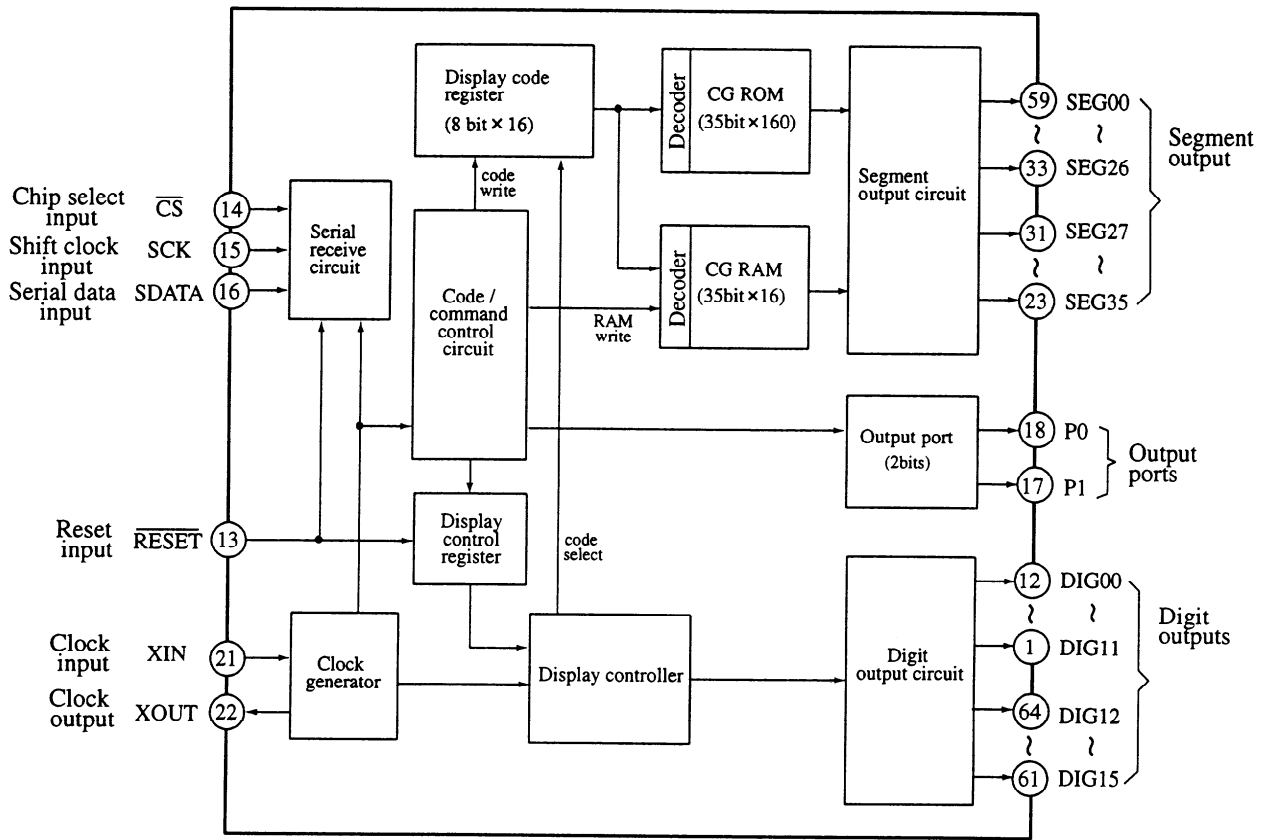 Display code
register
(8 bit × 16)
Decoder
CG ROM
(35bit×160)
Segment
output circuit
59
SEG00
~
~
33
SEG26
31
SEG27
~
~
23
SEG35
Segment
output
code
write
Chip select
input
CS
14
Shift clock
input
SCK
15
Serial data
input
SDATA
16
Serial
receive
circuit
Code /
command
control
circuit
RAM
write
Decoder
CG RAM
(35bit×16)
Output port
(2bits)
18
P0
17
P1
Output
ports
Reset
input
RESET
13
Display
control
register
code
select
Clock
input
XIN
21
Clock
output
XOUT
22
Clock
generator
Display controller
Digit
output circuit
12
DIG00
~
~
1
DIG11
64
DIG12
~
~
61
DIG15
Digit
outputs